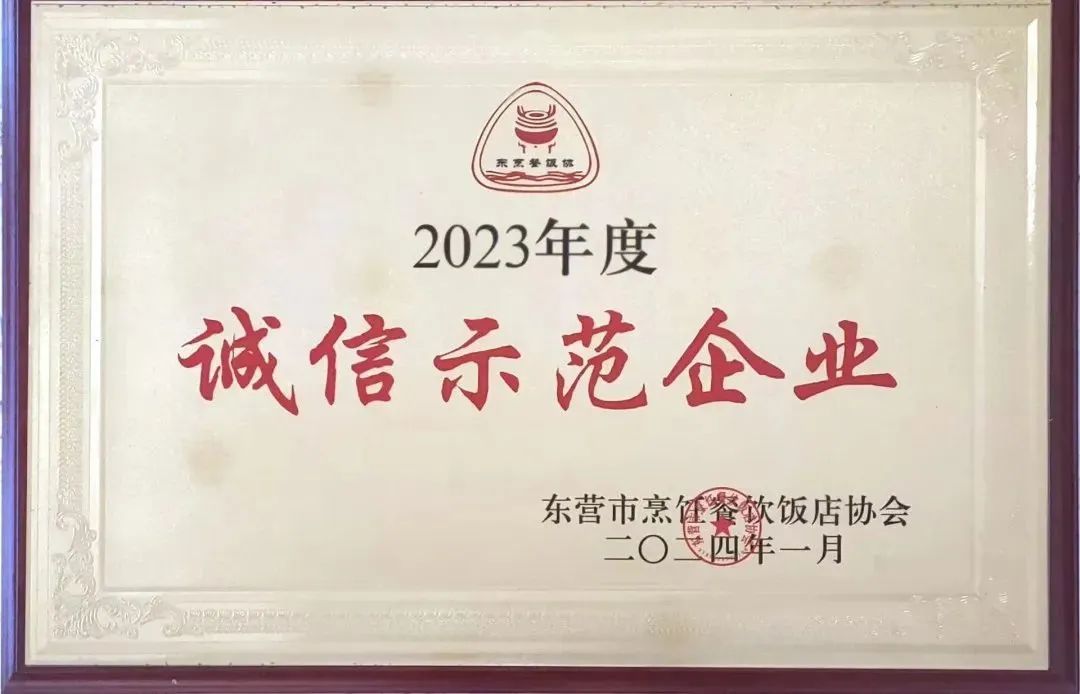 东烹餐饭协
2023年度
诚信示范企业
东营市烹饪餐饮饭店协会
二〇二四年一月